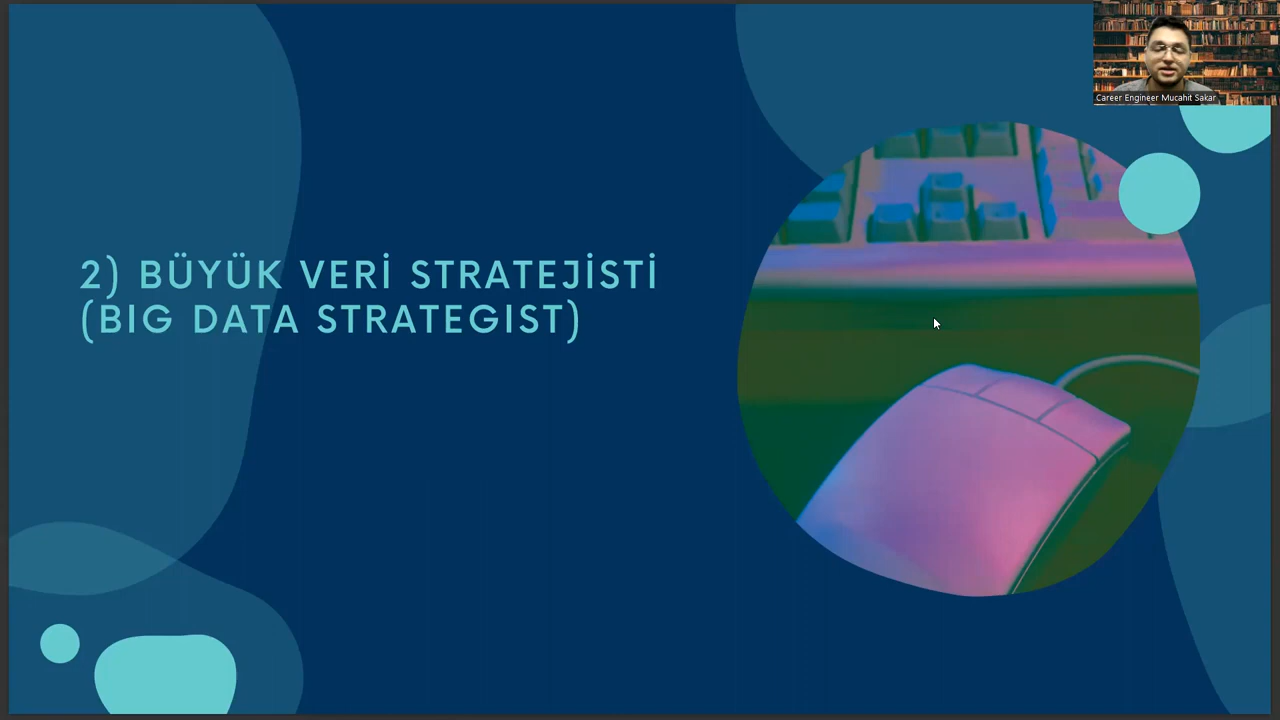 Career Engineer Mucahit Sakar
2) BÜYÜK VERİ STRATEJİSTİ
(BIG DATA STRATEGIST)